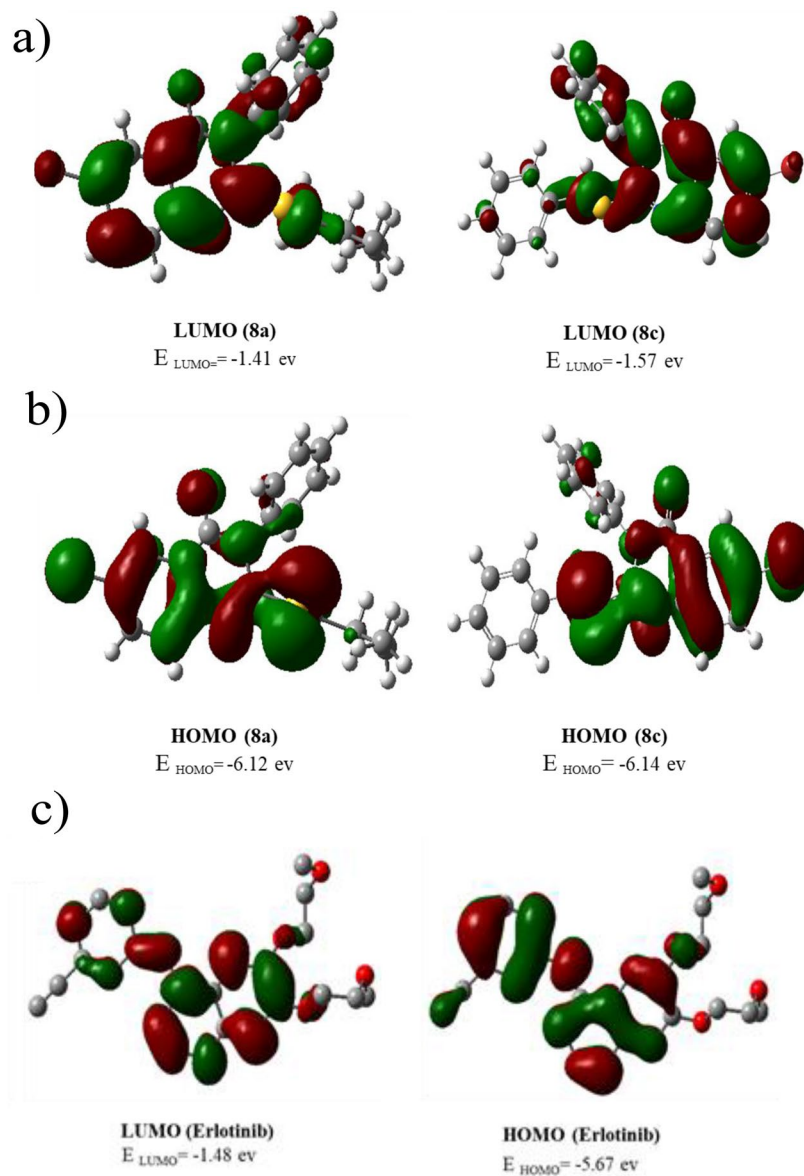 a)
LUMO (8a)
E LUMO== -1.41 ev
LUMO (8c)
E LUMO= -1.57 ev
b)
HOMO (8a)
E HOMO= -6.12 ev
HOMO (8c)
E HOMO= -6.14 ev
c)
LUMO (Erlotinib)
E LUMO= -1.48 ev
HOMO (Erlotinib)
E HOMO= -5.67 ev